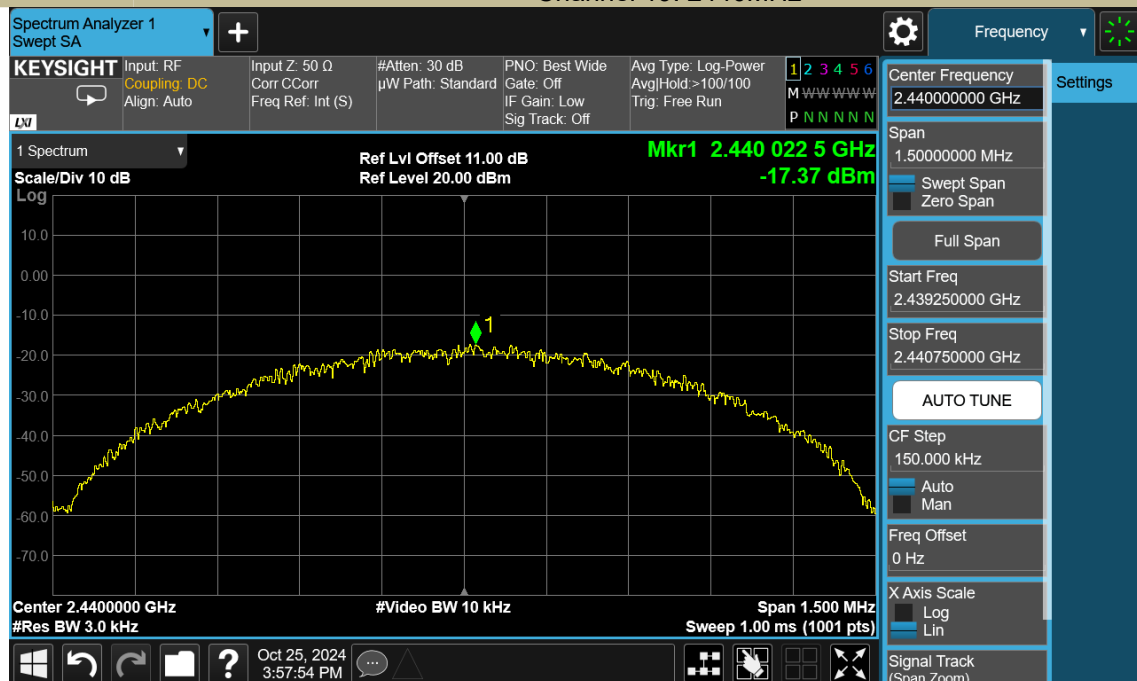 Spectrum Analyzer 1
Swept SA
+
Frequency
KEYSIGHT
LXI
Input: RF
Coupling: DC
Align: Auto
Input Z: 50 Ω
Corr CCorr
Freq Ref: Int (S)
#Atten: 30 dB
µW Path: Standard
PNO: Best Wide
Gate: Off
IF Gain: Low
Sig Track: Off
Avg Type: Log-Power
Avg|Hold:>100/100
Trig: Free Run
1 2 3 4 5 6
M W W W W W
P N N N N N
1 Spectrum
Scale/Div 10 dB
Log
Ref Lvl Offset 11.00 dB
Ref Level 20.00 dBm
Mkr1 2.440 022 5 GHz
-17.37 dBm
10.0
0.00
-10.0
-20.0
-30.0
-40.0
-50.0
-60.0
-70.0
1
Center 2.4400000 GHz
#Res BW 3.0 kHz
#Video BW 10 kHz
Span 1.500 MHz
Sweep 1.00 ms (1001 pts)
Center Frequency
2.440000000 GHz
Settings
Span
1.50000000 MHz
Swept Span
Zero Span
Full Span
Start Freq
2.439250000 GHz
Stop Freq
2.440750000 GHz
AUTO TUNE
CF Step
150.000 kHz
Auto
Man
Freq Offset
0 Hz
X Axis Scale
Log
Lin
Signal Track
(Span Zoom)
?
Oct 25, 2024
3:57:54 PM